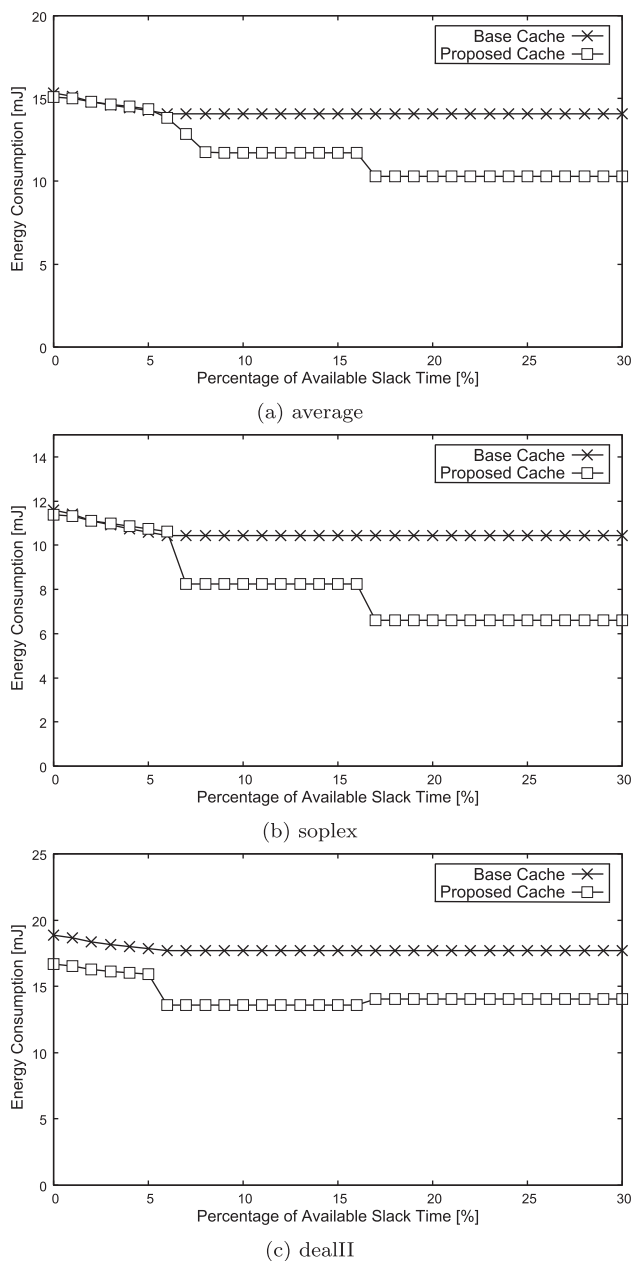 20
15
10
5
0
Energy Consumption [mJ]
Base Cache
Proposed Cache
0 5 10 15 20 25 30
Percentage of Available Slack Time [%]
(a) average
14
12
10
8
6
4
2
0
Energy Consumption [mJ]
Base Cache
Proposed Cache
0 5 10 15 20 25 30
Percentage of Available Slack Time [%]
(b) soplex
25
20
15
10
5
0
Energy Consumption [mJ]
Base Cache
Proposed Cache
0 5 10 15 20 25 30
Percentage of Available Slack Time [%]
(c) dealII